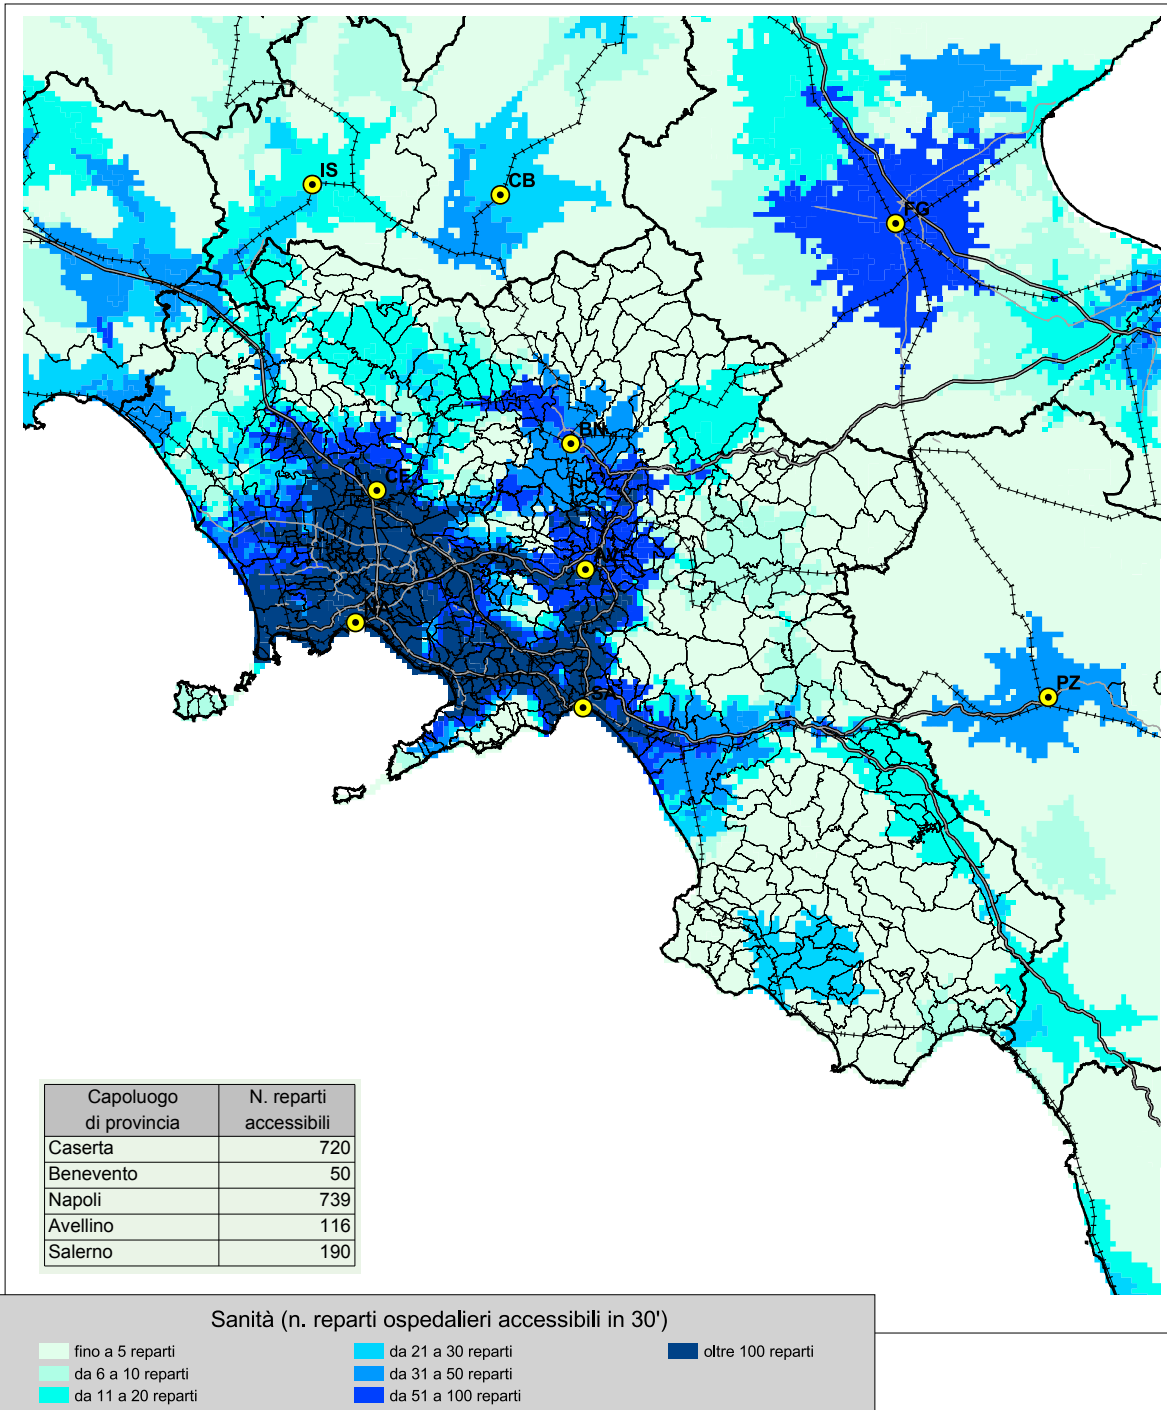 IS
CB
FG
BN
CE
AV
NA
SA
PZ
Capoluogo di provincia	N. reparti accessibili
Caserta	720
Benevento	50
Napoli	739
Avellino	116
Salerno	190
Sanità (n. reparti ospedalieri accessibili in 30')
fino a 5 reparti
da 6 a 10 reparti
da 11 a 20 reparti
da 21 a 30 reparti
da 31 a 50 reparti
da 51 a 100 reparti
oltre 100 reparti